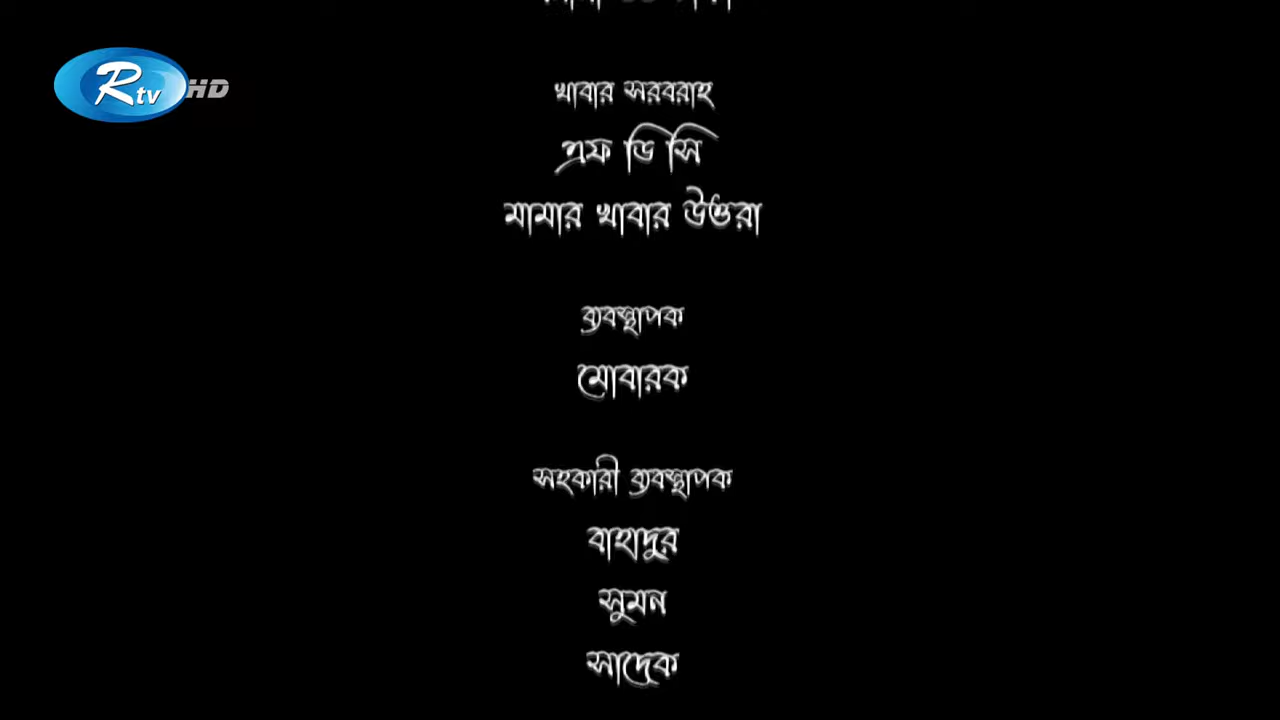 Rtv HD
খাবার সরবরাহ
এফ ডি সি
মামার খাবার উত্তরা
ব্যবস্থাপক
মোবারক
সহকারী ব্যবস্থাপক
বাহাদুর
সুমন
সাদেক